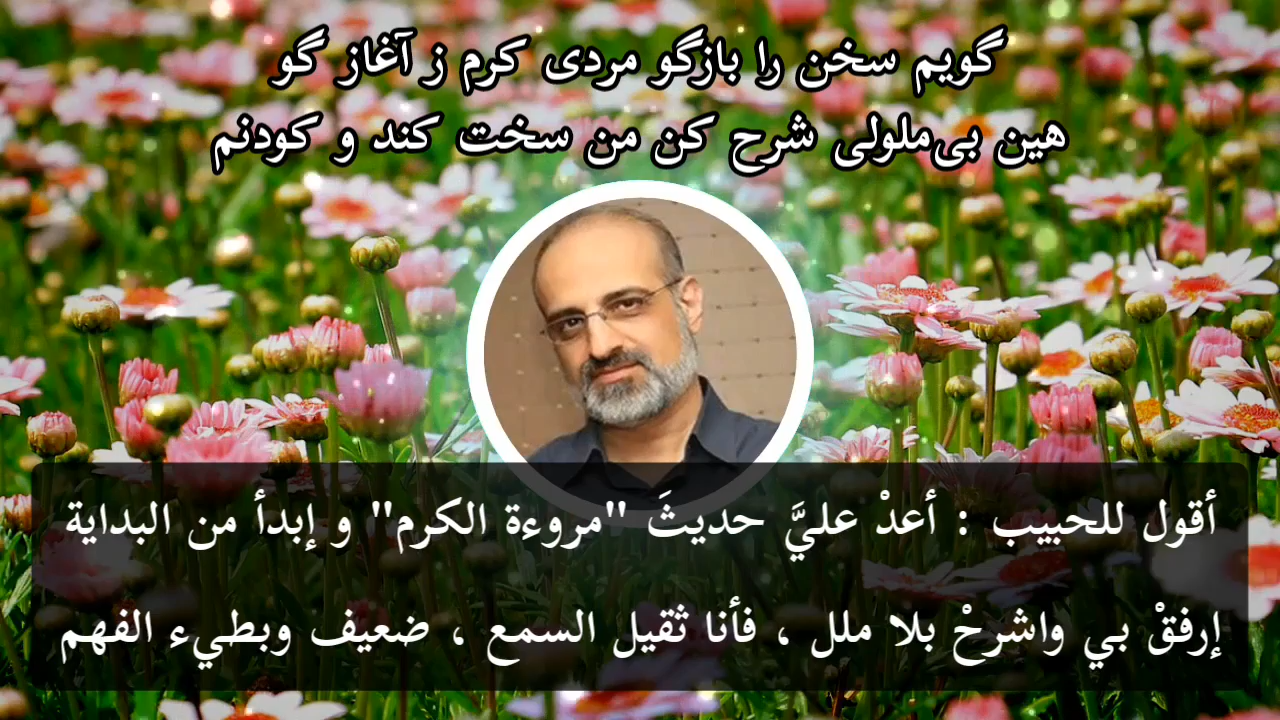 گویم سخن را بازگو مردی کرم ز آغاز گو
هین بی‌ملولی شرح کن من سخت کند و کودنم
أقول للحبيب : أعدْ عليَّ حديثَ "مروءة الكرم" و إبدأ من البداية
إرفقْ بي واشرحْ بلا ملل ، فأنا ثقيل السمع ، ضعيف وبطيء الفهم